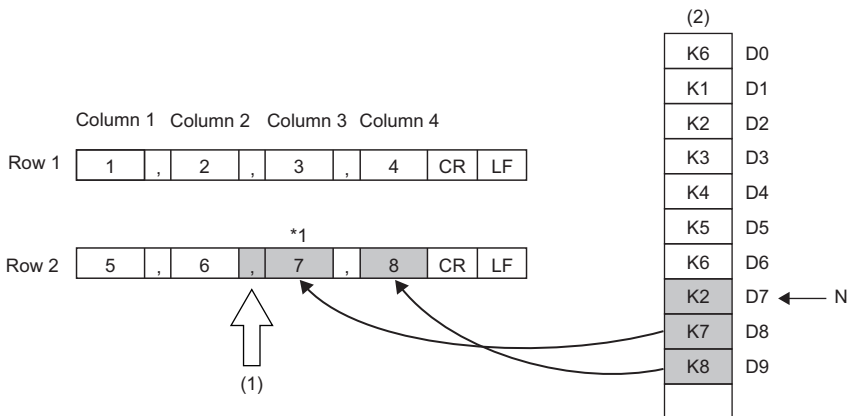 (2)
K6 D0
K1 D1
Column 1 Column 2 Column 3 Column 4
K2 D2
Row 1 1 , 2 , 3 , 4 CR LF
K3 D3
K4 D4
*1
K5 D5
Row 2 5 , 6 , 7 , 8 CR LF
K6 D6
K2 D7 N
K7 D8
(1)
K8 D9